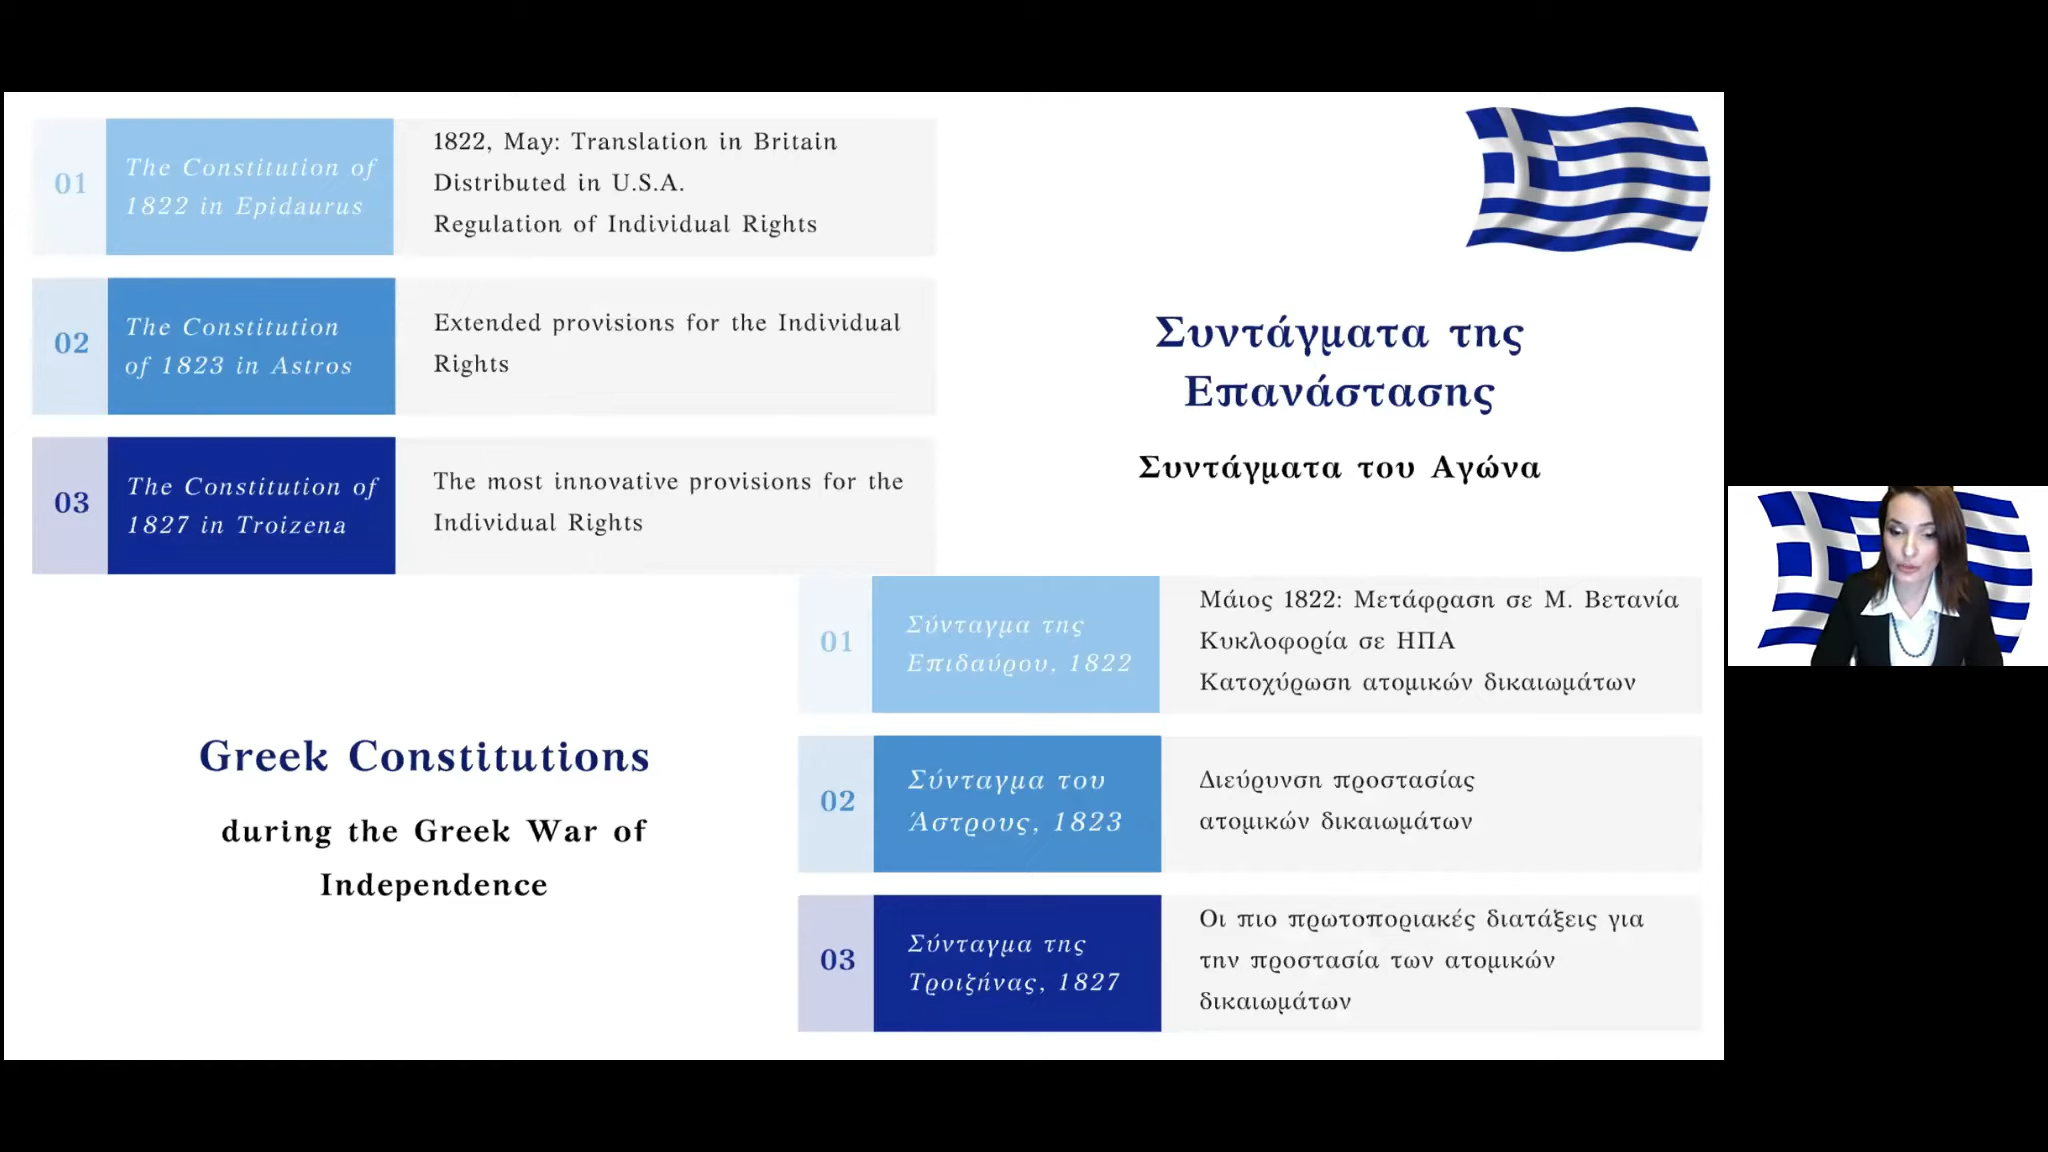 01
The Constitution of
1822 in Epidaurus
1822, May: Translation in Britain
Distributed in U.S.A.
Regulation of Individual Rights
02
The Constitution
of 1823 in Astros
Extended provisions for the Individual
Rights
03
The Constitution of
1827 in Troizena
The most innovative provisions for the
Individual Rights
Συντάγματα της
Επανάστασης
Συντάγματα του Αγώνα
Greek Constitutions
during the Greek War of
Independence
01
Σύνταγμα της
Επιδαύρου, 1822
Μάιος 1822: Μετάφραση σε Μ. Βετανία
Κυκλοφορία σε ΗΠΑ
Κατοχύρωση ατομικών δικαιωμάτων
02
Σύνταγμα του
Άστρους, 1823
Διεύρυνση προστασίας
ατομικών δικαιωμάτων
03
Σύνταγμα της
Τροιζήνας, 1827
Οι πιο πρωτοποριακές διατάξεις για
την προστασία των ατομικών
δικαιωμάτων